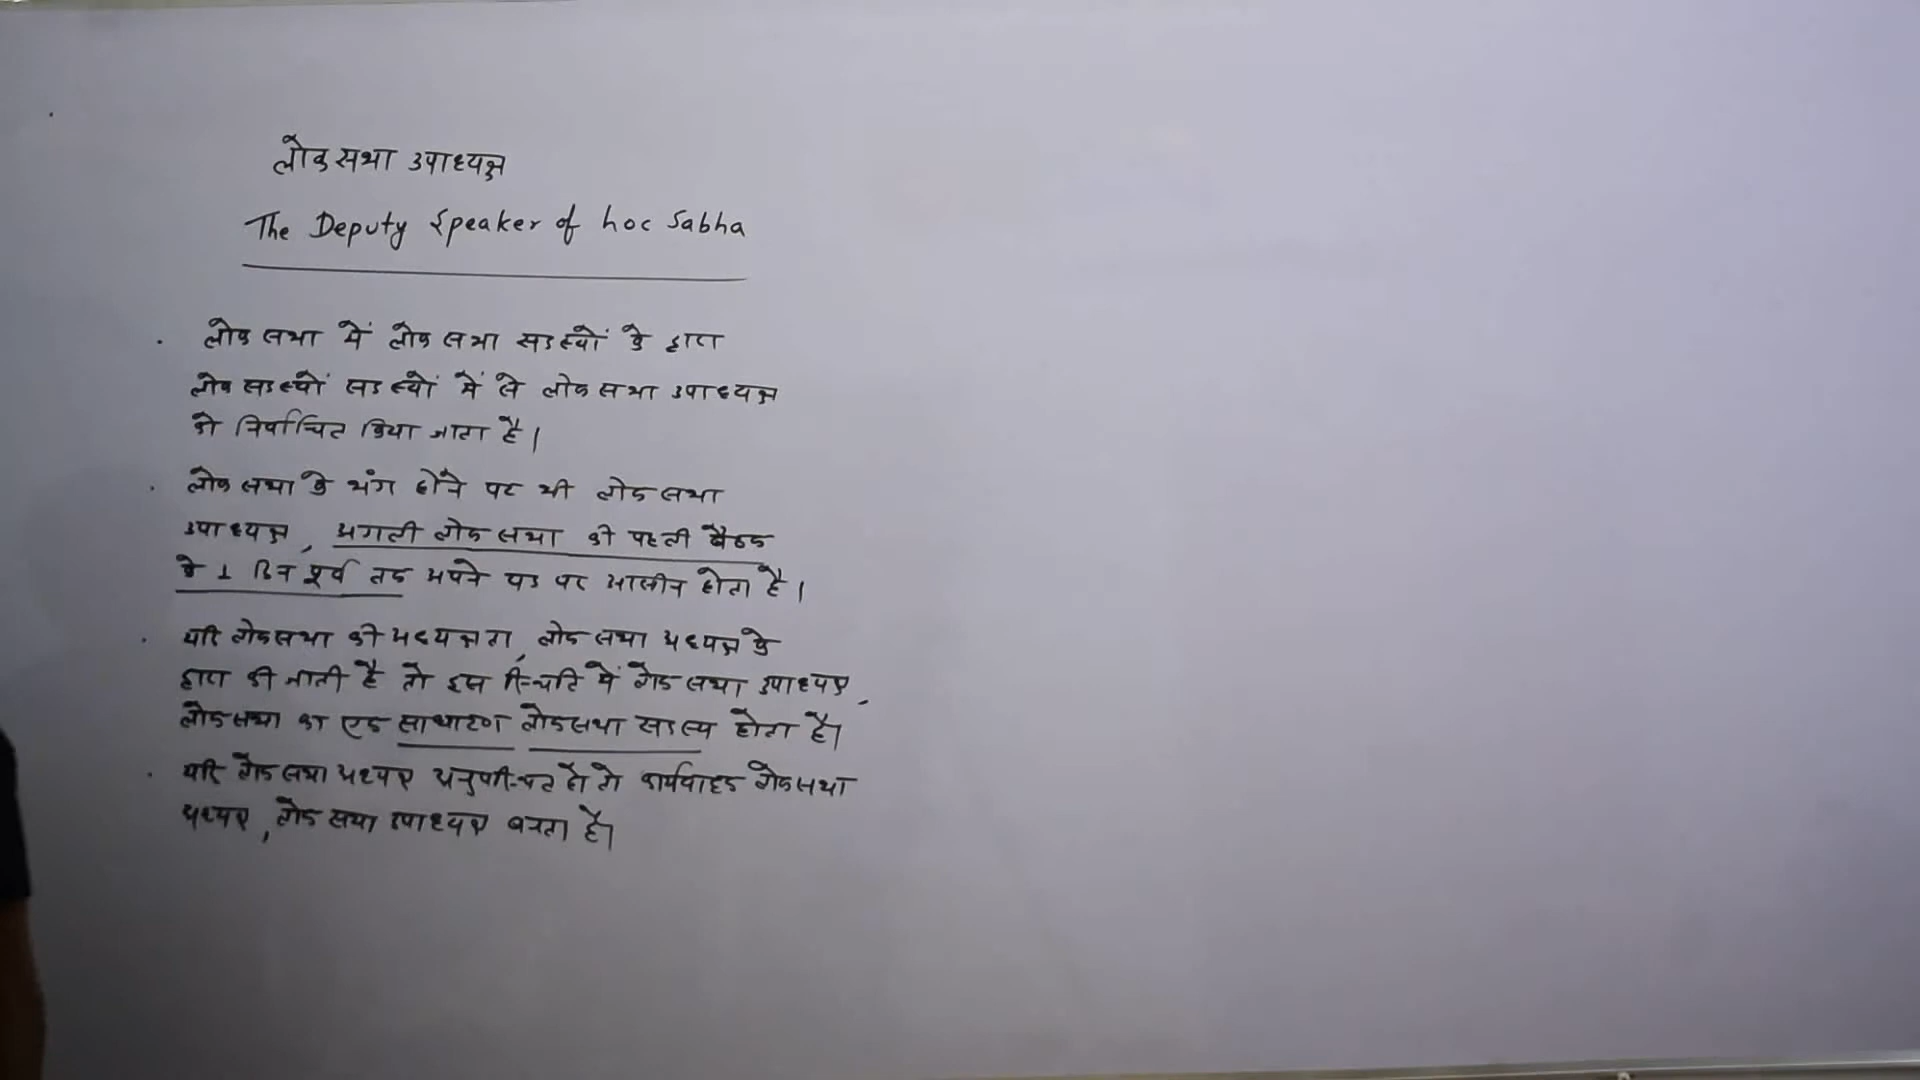 लोक सभा उपाध्यक्ष
The Deputy Speaker of Loc Sabha
. लोक सभा में लोक सभा सदस्यों के द्वारा
लोक सदस्यों सदस्यों में से लोक सभा उपाध्यक्ष
को निर्वाचित किया जाता है।
. लोक सभा के भंग होने पर भी लोक सभा
उपाध्यक्ष, अगली लोक सभा की पहली बैठक
के 1 दिन पूर्व तक अपने पद पर आसीन होता है।
. यदि लोकसभा की अध्यक्षता, लोक सभा अध्यक्ष के
द्वारा की जाती है तो इस स्थिति में लोक सभा उपाध्यक्ष,
लोक सभा का एक साधारण लोकसभा सदस्य होता है।
. यदि लोक सभा अध्यक्ष अनुपस्थित हो तो कार्यवाहक लोकसभा
अध्यक्ष, लोक सभा उपाध्यक्ष बनता है।